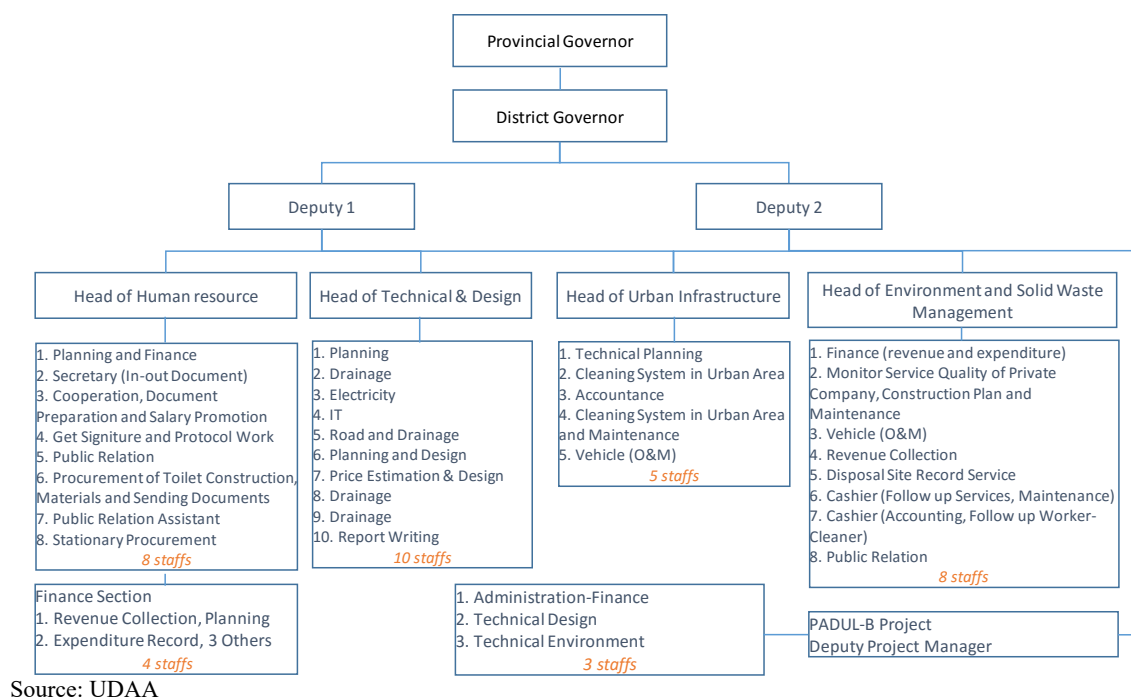 Provincial Governor
District Governor
Deputy 1
Deputy 2
Head of Human resource
Head of Technical & Design
Head of Urban Infrastructure
Head of Environment and Solid Waste
Management
1. Planning and Finance
2. Secretary (In-out Document)
3. Cooperation, Document
Preparation and Salary Promotion
4. Get Signiture and Protocol Work
5. Public Relation
6. Procurement of Toilet Construction,
Materials and Sending Documents
7. Public Relation Assistant
8. Stationary Procurement
8 staffs
1. Planning
2. Drainage
3. Electricity
4. IT
5. Road and Drainage
6. Planning and Design
7. Price Estimation & Design
8. Drainage
9. Drainage
10. Report Writing
10 staffs
1. Technical Planning
2. Cleaning System in Urban Area
3. Accountance
4. Cleaning System in Urban Area
and Maintenance
5. Vehicle (O&M)
5 staffs
1. Finance (revenue and expenditure)
2. Monitor Service Quality of Private
Company, Construction Plan and
Maintenance
3. Vehicle (O&M)
4. Revenue Collection
5. Disposal Site Record Service
6. Cashier (Follow up Services, Maintenance)
7. Cashier (Accounting, Follow up Worker-
Cleaner)
8. Public Relation
8 staffs
Finance Section
1. Revenue Collection, Planning
2. Expenditure Record, 3 Others
4 staffs
1. Administration-Finance
2. Technical Design
3. Technical Environment
3 staffs
PADUL-B Project
Deputy Project Manager
Source: UDAA